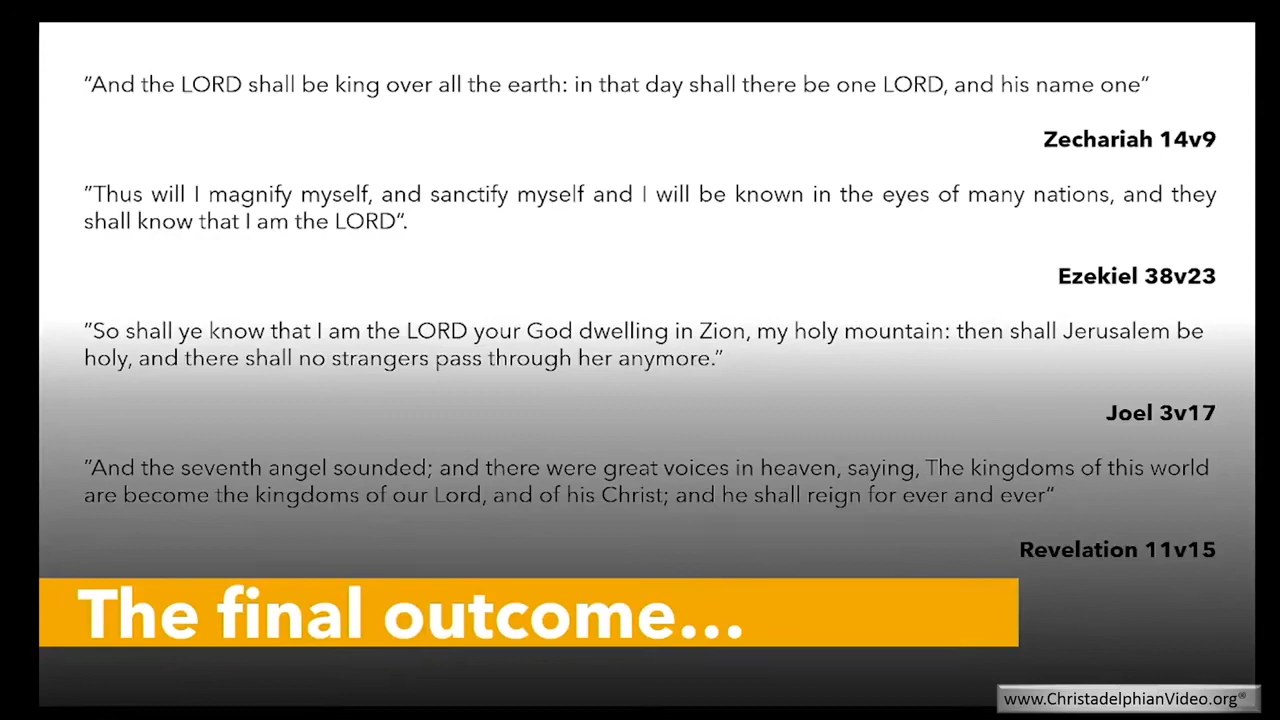 “And the LORD shall be king over all the earth: in that day shall there be one LORD, and his name one“
Zechariah 14v9
”Thus will I magnify myself, and sanctify myself and I will be known in the eyes of many nations, and they
shall know that I am the LORD“.
Ezekiel 38v23
”So shall ye know that I am the LORD your God dwelling in Zion, my holy mountain: then shall Jerusalem be
holy, and there shall no strangers pass through her anymore.”
Joel 3v17
”And the seventh angel sounded; and there were great voices in heaven, saying, The kingdoms of this world
are become the kingdoms of our Lord, and of his Christ; and he shall reign for ever and ever“
Revelation 11v15
The final outcome...
www.ChristadelphianVideo.org®